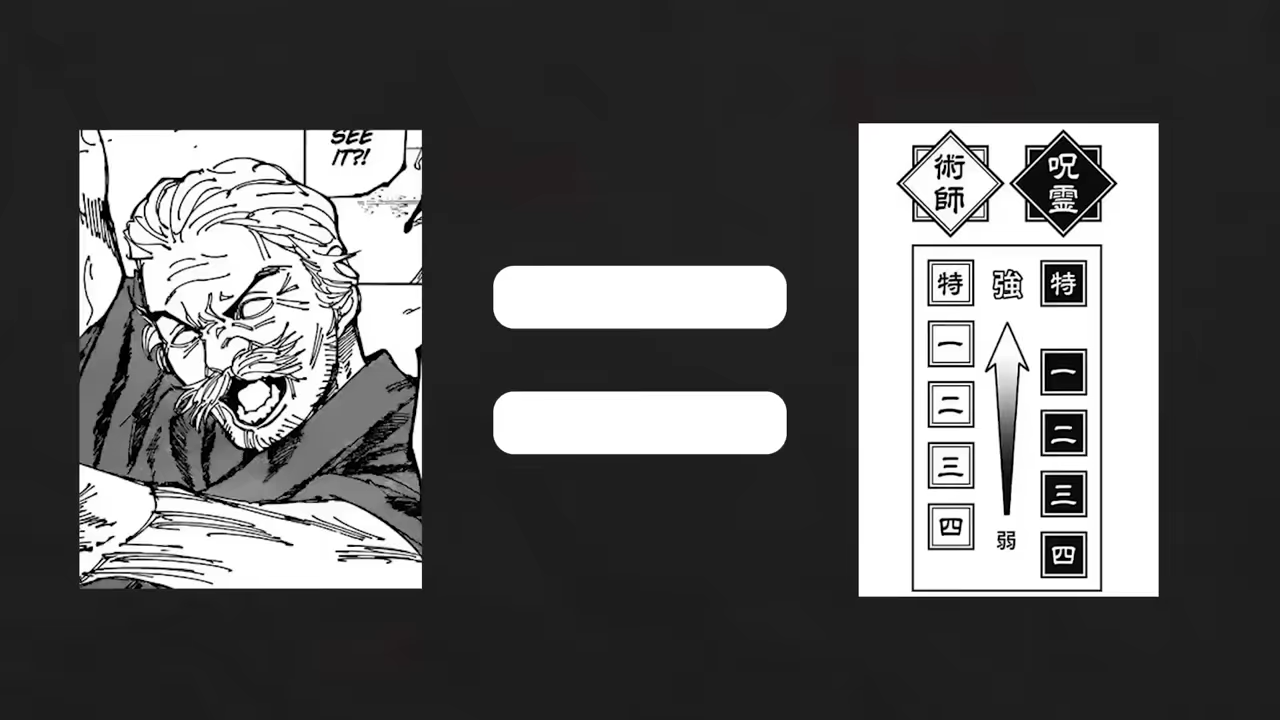 SEE
IT?!
術師
呪霊
特 強 特
一
一
二
二
三
三
四
弱
四